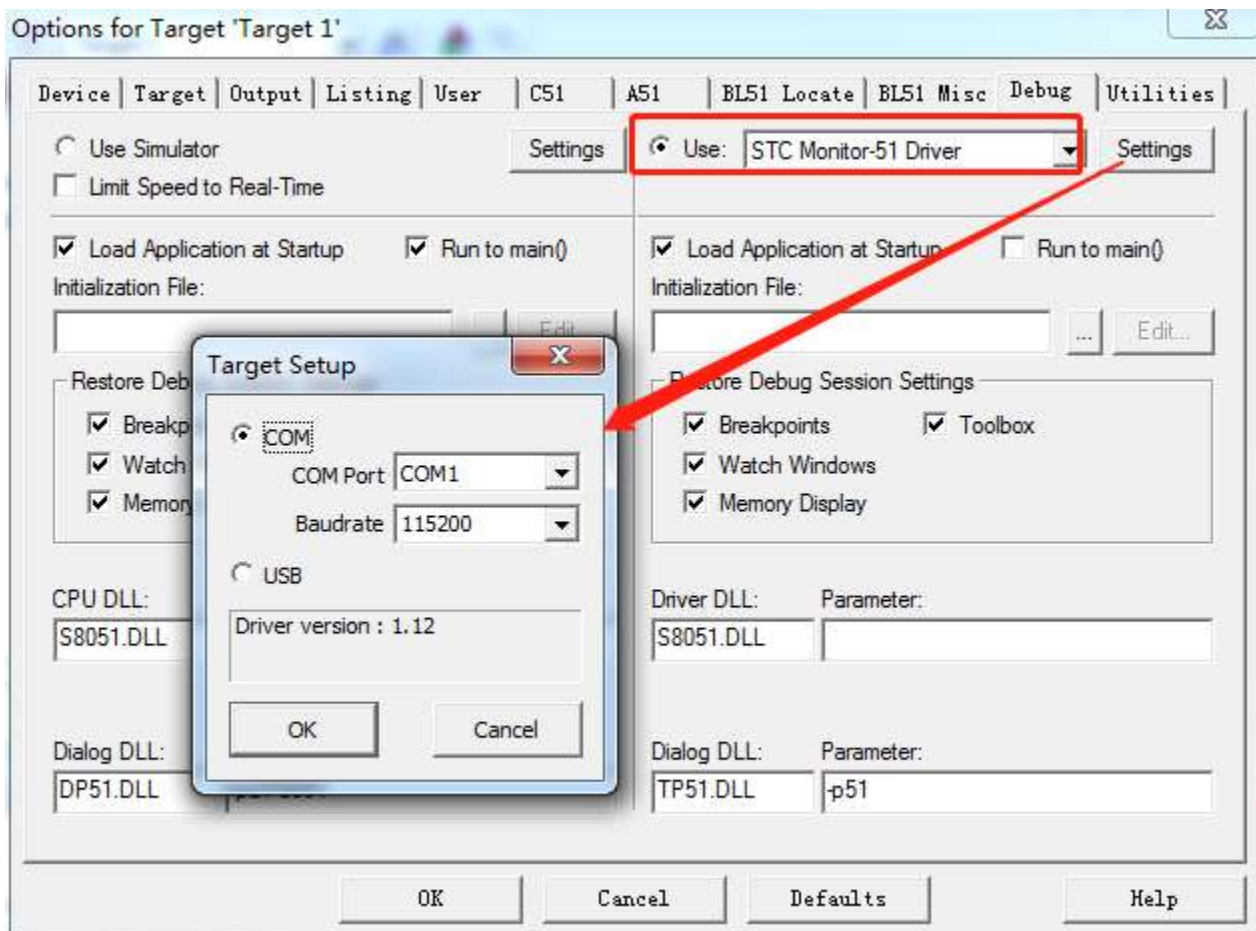 Options for Target 'Target 1'
Device Target Output Listing User C51 A51 BL51 Locate BL51 Misc Debug Utilities
Use Simulator Settings Use: STC Monitor-51 Driver Settings
Limit Speed to Real-Time
Load Application at Startup Run to main() Load Application at Startup Run to main()
Initialization File: Initialization File:
... Edit...
Target Setup
Restore Deb Restore Debug Session Settings
Breakp COM Breakpoints Toolbox
Watch COM Port COM1 Watch Windows
Memory Baudrate 115200 Memory Display
USB
CPU DLL: Driver DLL: Parameter:
S8051.DLL Driver version : 1.12 S8051.DLL
OK Cancel
Dialog DLL: Dialog DLL: Parameter:
DP51.DLL TP51.DLL -p51
OK Cancel Defaults Help